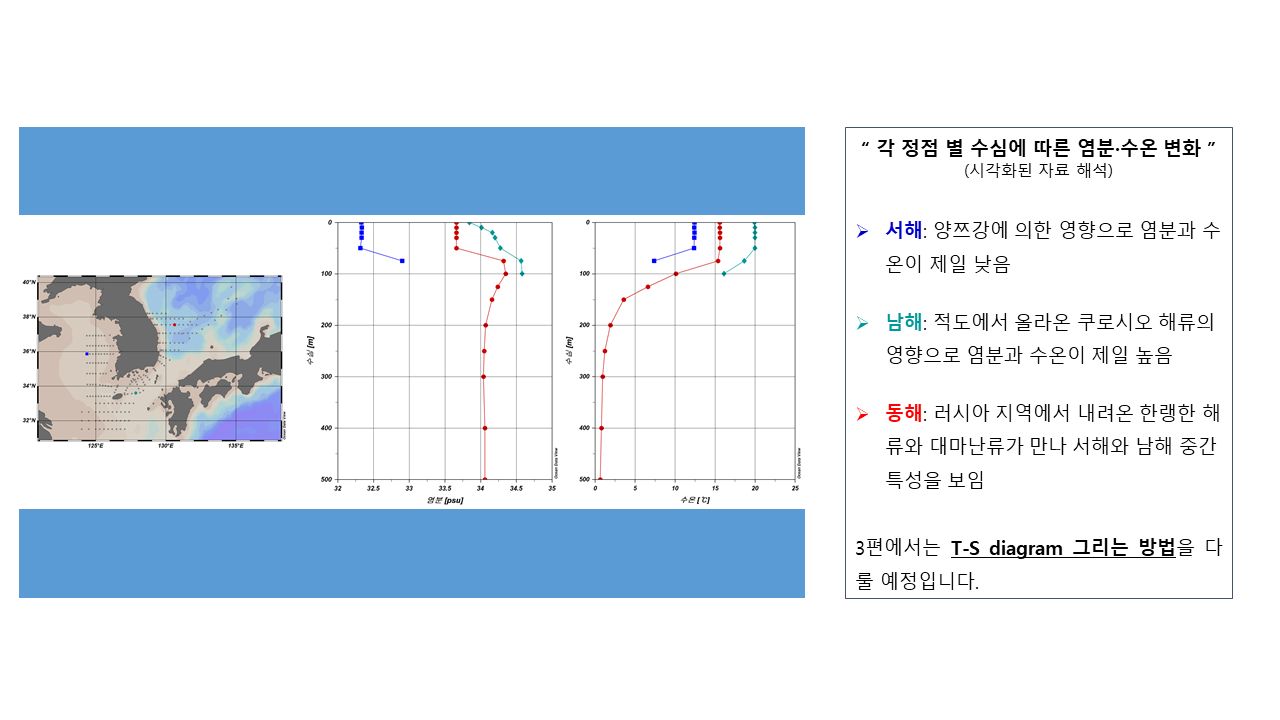 40°N
38°N
36°N
34°N
32°N
125°E
130°E
135°E
Ocean Data View
0
100
200
300
400
500
수심 [m]
32
32.5
33
33.5
34
34.5
35
염분 [psu]
Ocean Data View
0
100
200
300
400
500
수심 [m]
0
5
10
15
20
25
수온 [℃]
Ocean Data View
“ 각 정점 별 수심에 따른 염분·수온 변화 ”
(시각화된 자료 해석)
➢ 서해: 양쯔강에 의한 영향으로 염분과 수
온이 제일 낮음
➢ 남해: 적도에서 올라온 쿠로시오 해류의
영향으로 염분과 수온이 제일 높음
➢ 동해: 러시아 지역에서 내려온 한랭한 해
류와 대마난류가 만나 서해와 남해 중간
특성을 보임
3편에서는 T-S diagram 그리는 방법을 다
룰 예정입니다.